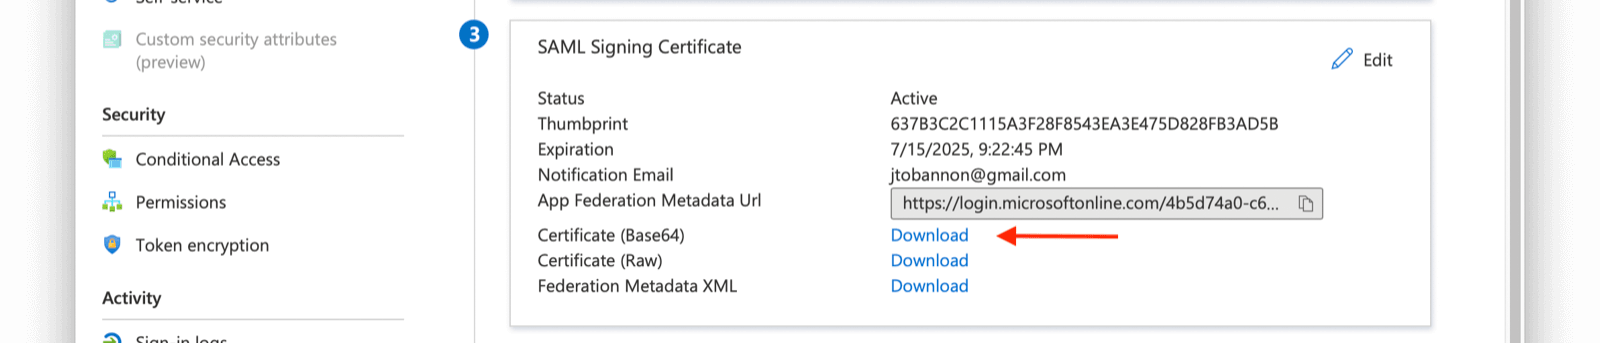 Self-service
Custom security attributes
(preview)
Security
Conditional Access
Permissions
Token encryption
Activity
Sign-in logs
3
SAML Signing Certificate
Edit
Status Active
Thumbprint 637B3C2C1115A3F28F8543EA3E475D828FB3AD5B
Expiration 7/15/2025, 9:22:45 PM
Notification Email jtobannon@gmail.com
App Federation Metadata Url https://login.microsoftonline.com/4b5d74a0-c6...
Certificate (Base64) Download
Certificate (Raw) Download
Federation Metadata XML Download